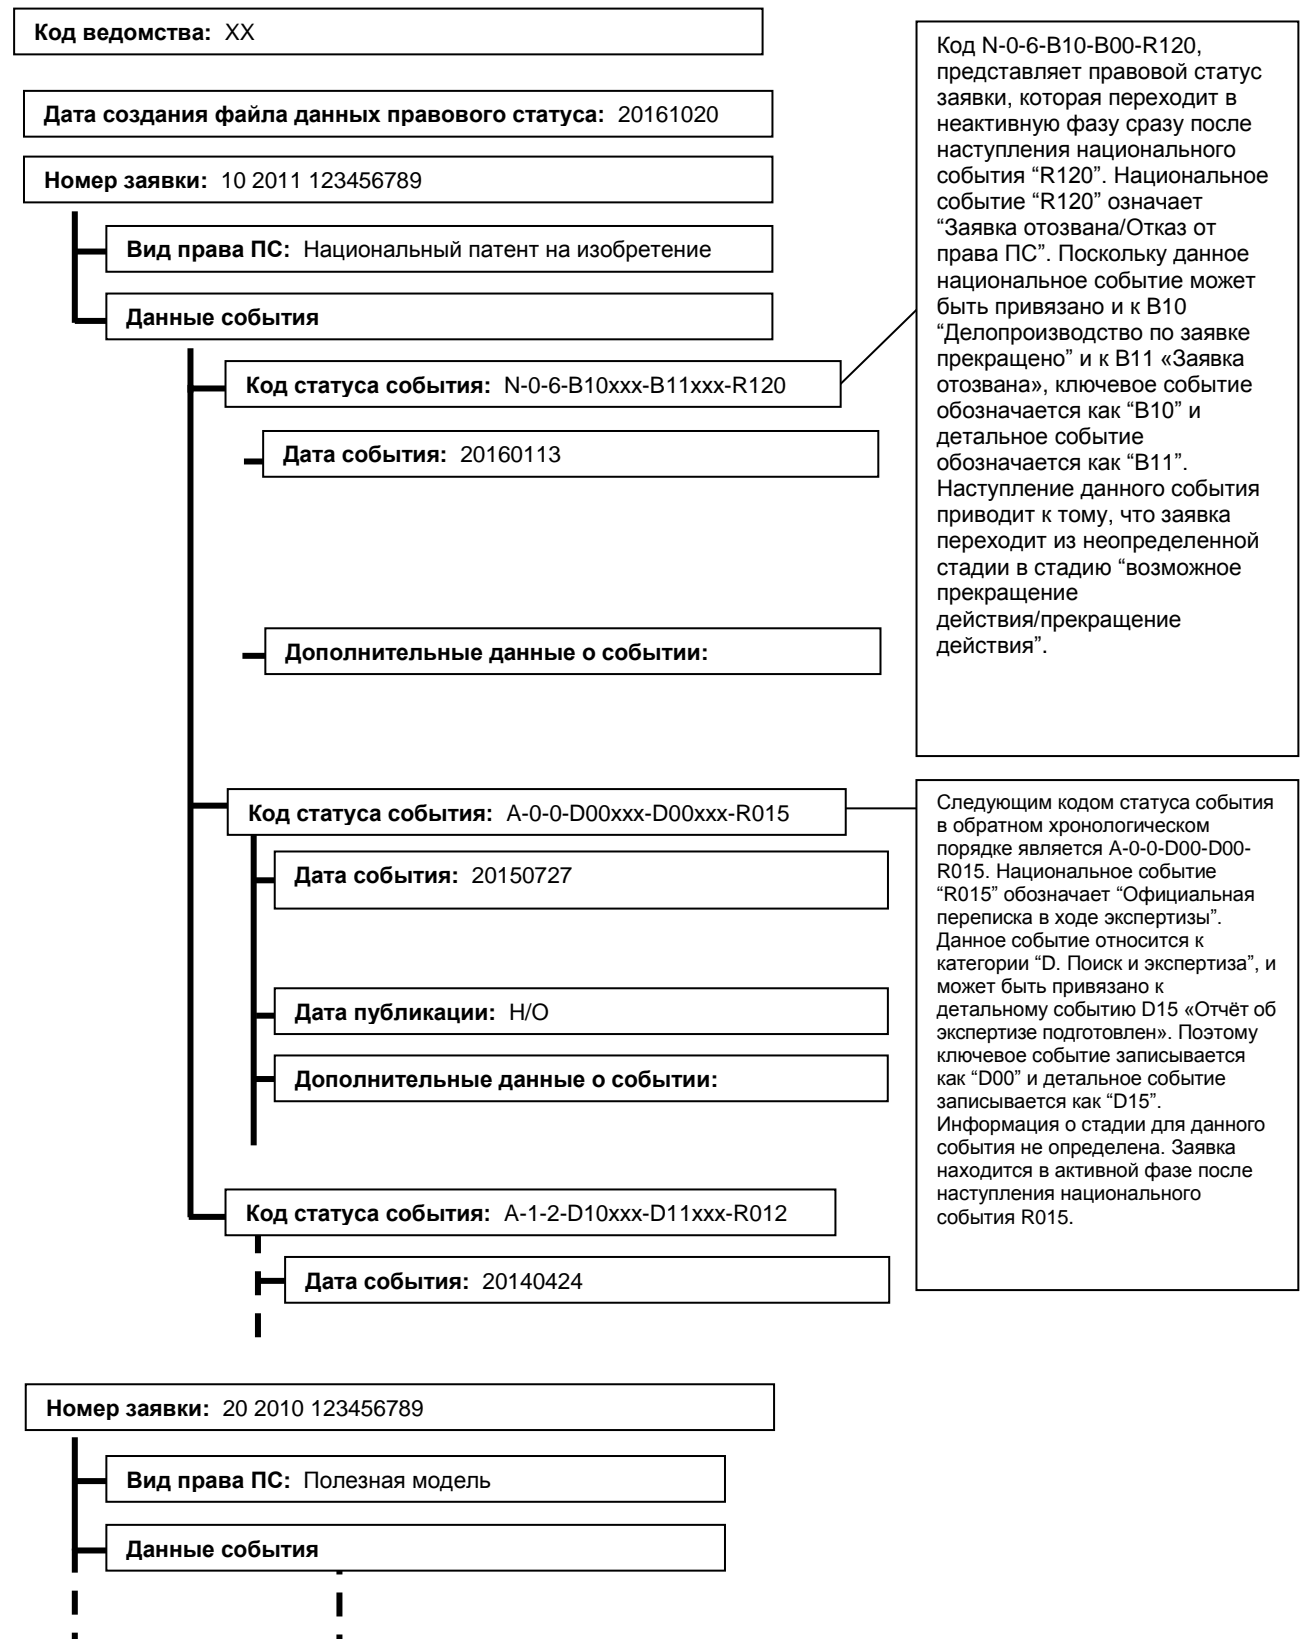 Код ведомства: XX
Дата создания файла данных правового статуса: 20161020
Номер заявки: 10 2011 123456789
Вид права ПС: Национальный патент на изобретение
Данные события
Код статуса события: N-0-6-B10xxx-B11xxx-R120
Дата события: 20160113
Дополнительные данные о событии:
Код N-0-6-B10-B00-R120,
представляет правовой статус
заявки, которая переходит в
неактивную фазу сразу после
наступления национального
события “R120”. Национальное
событие “R120” означает
“Заявка отозвана/Отказ от
права ПС”. Поскольку данное
национальное событие может
быть привязано и к B10
“Делопроизводство по заявке
прекращено” и к B11 «Заявка
отозвана», ключевое событие
обозначается как “B10” и
детальное событие
обозначается как “B11”.
Наступление данного события
приводит к тому, что заявка
переходит из неопределенной
стадии в стадию “возможное
прекращение
действия/прекращение
действия”.
Код статуса события: A-0-0-D00xxx-D00xxx-R015
Дата события: 20150727
Дата публикации: Н/О
Дополнительные данные о событии:
Следующим кодом статуса события
в обратном хронологическом
порядке является A-0-0-D00-D00-
R015. Национальное событие
“R015” обозначает “Официальная
переписка в ходе экспертизы”.
Данное событие относится к
категории “D. Поиск и экспертиза”, и
может быть привязано к
детальному событию D15 «Отчёт об
экспертизе подготовлен». Поэтому
ключевое событие записывается
как “D00” и детальное событие
записывается как “D15”.
Информация о стадии для данного
события не определена. Заявка
находится в активной фазе после
наступления национального
события R015.
Код статуса события: A-1-2-D10xxx-D11xxx-R012
Дата события: 20140424
Номер заявки: 20 2010 123456789
Вид права ПС: Полезная модель
Данные события